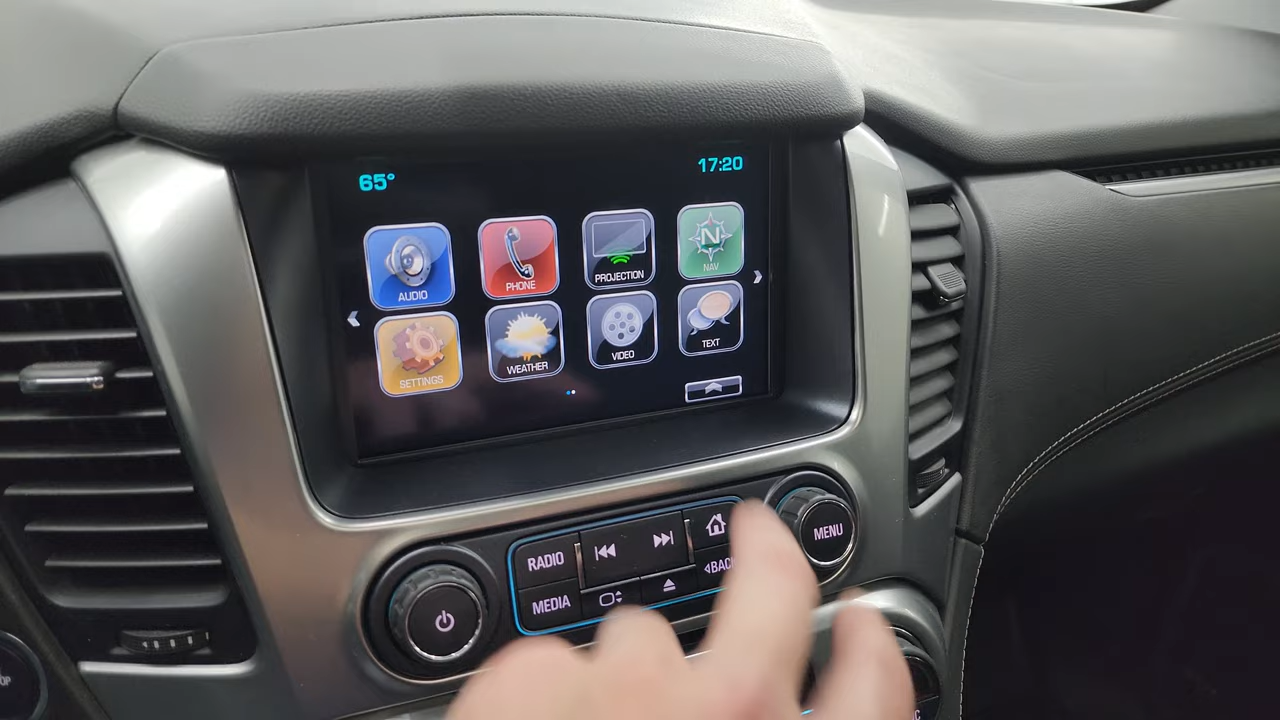 65° 17:20
AUDIO PHONE PROJECTION NAV
SETTINGS WEATHER VIDEO TEXT
RADIO MENU
MEDIA